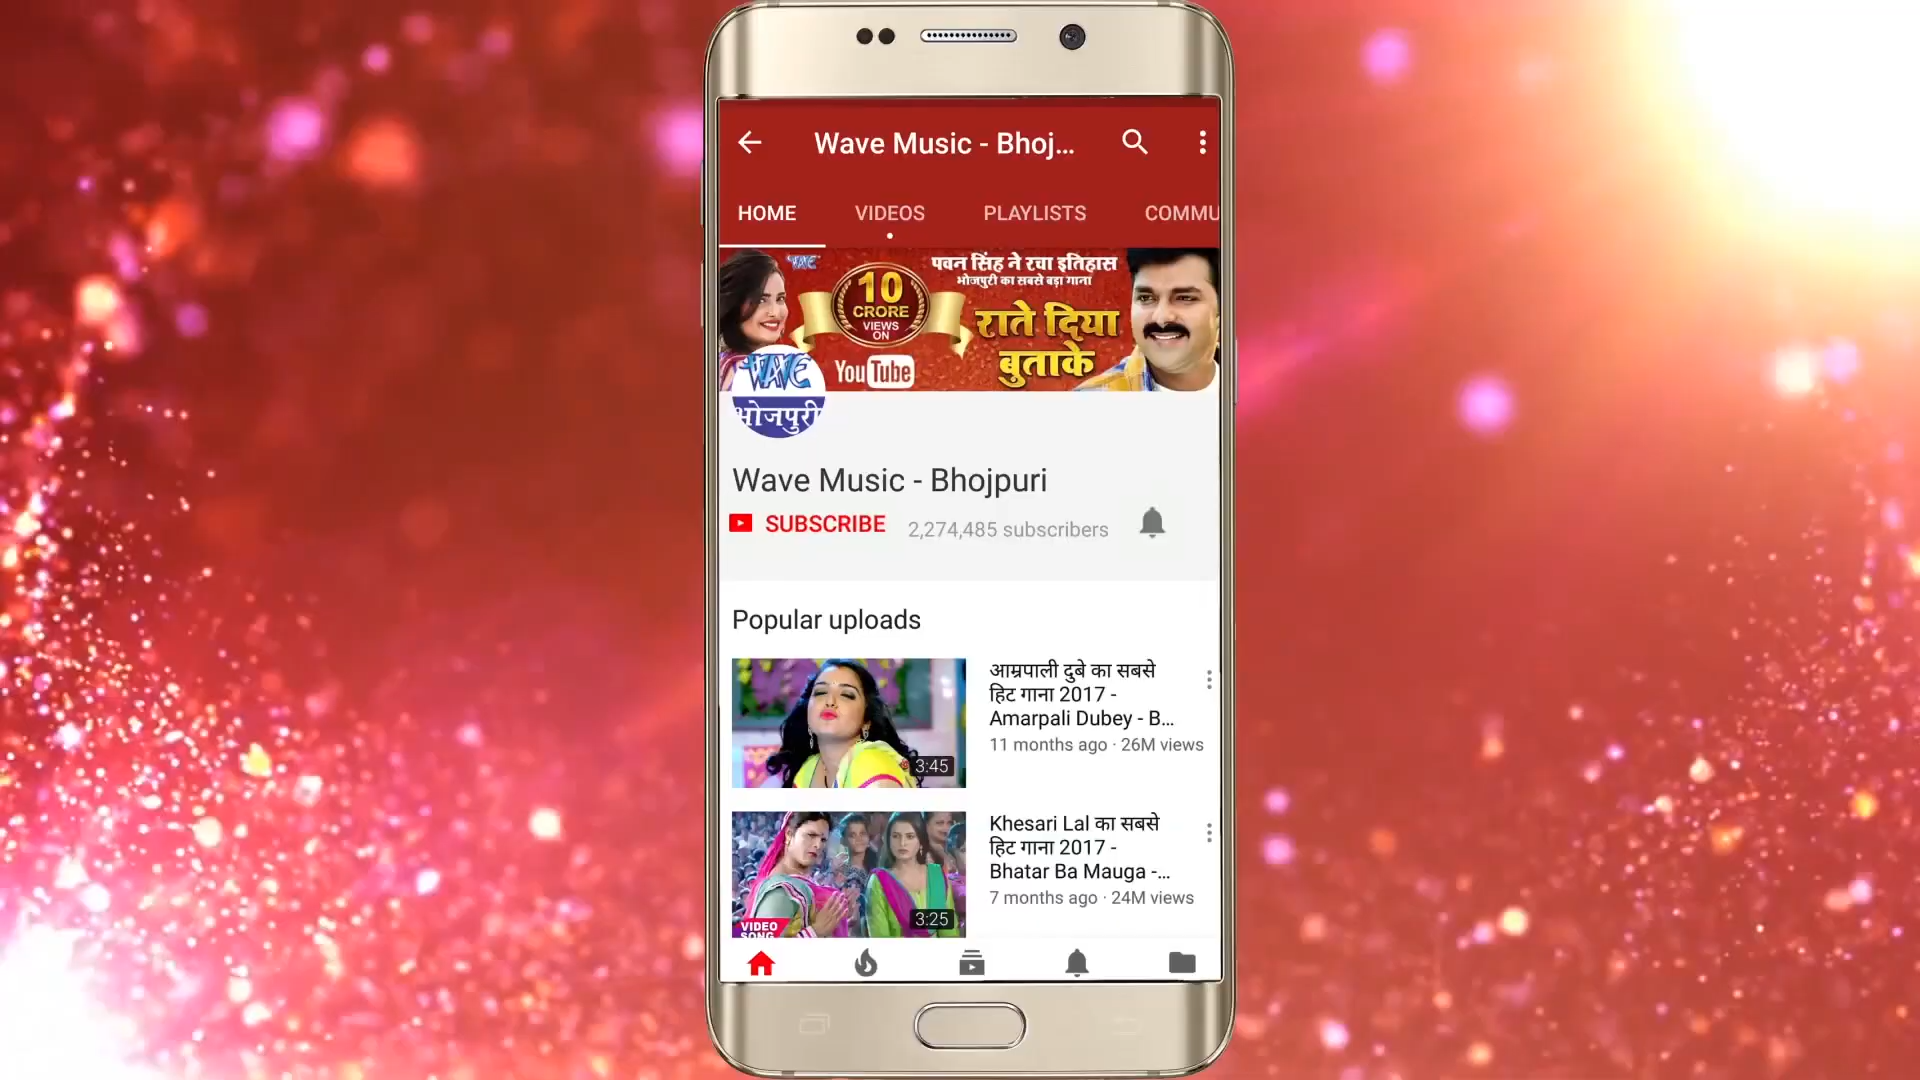 Wave Music - Bhoj...
HOME VIDEOS PLAYLISTS COMMU
WAVE
पवन सिंह ने रचा इतिहास
भोजपुरी का सबसे बड़ा गाना
10
CRORE
VIEWS
ON
YouTube
राते दिया
बुताके
WAVE
भोजपुरी
Wave Music - Bhojpuri
SUBSCRIBE 2,274,485 subscribers
Popular uploads
आम्रपाली दुबे का सबसे
हिट गाना 2017 -
Amarpali Dubey - B...
11 months ago · 26M views
3:45
Khesari Lal का सबसे
हिट गाना 2017 -
Bhatar Ba Mauga -...
7 months ago · 24M views
3:25
VIDEO
SONG